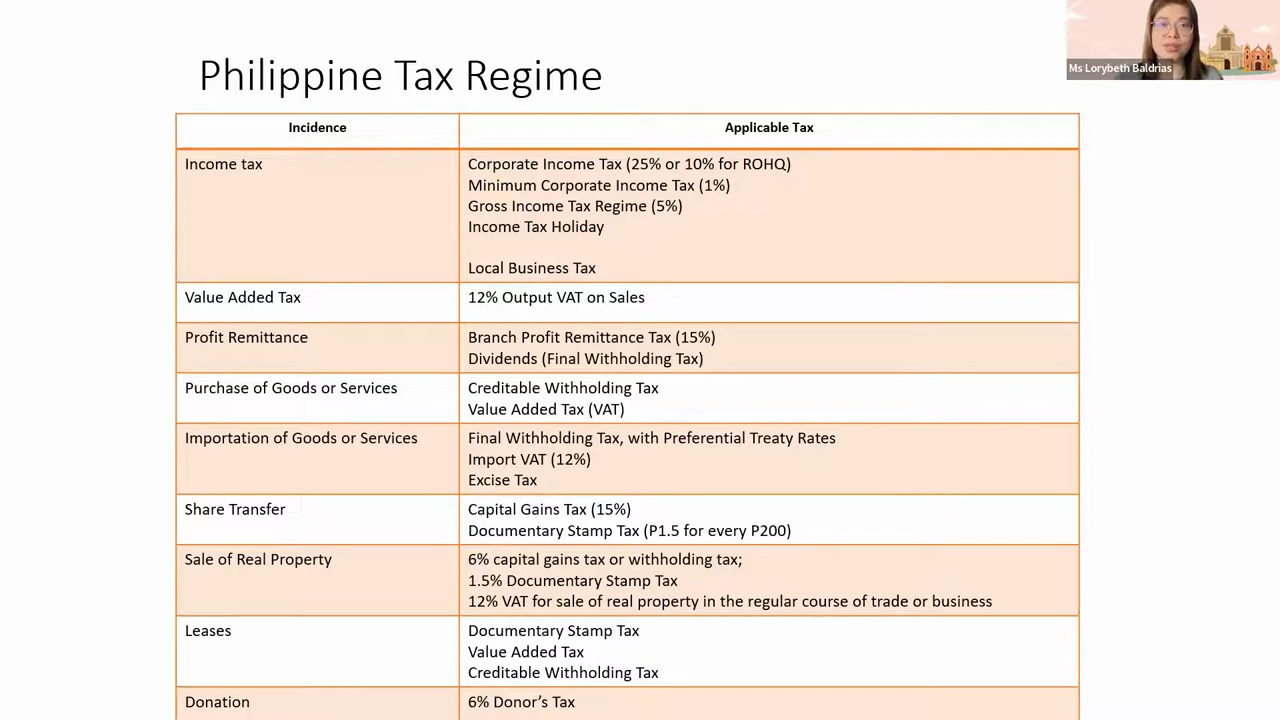 Ms Lorybeth Baldrias
Philippine Tax Regime
Incidence
Applicable Tax
Income tax
Corporate Income Tax (25% or 10% for ROHQ)
Minimum Corporate Income Tax (1%)
Gross Income Tax Regime (5%)
Income Tax Holiday
Local Business Tax
Value Added Tax
12% Output VAT on Sales
Profit Remittance
Branch Profit Remittance Tax (15%)
Dividends (Final Withholding Tax)
Purchase of Goods or Services
Creditable Withholding Tax
Value Added Tax (VAT)
Importation of Goods or Services
Final Withholding Tax, with Preferential Treaty Rates
Import VAT (12%)
Excise Tax
Share Transfer
Capital Gains Tax (15%)
Documentary Stamp Tax (P1.5 for every P200)
Sale of Real Property
6% capital gains tax or withholding tax;
1.5% Documentary Stamp Tax
12% VAT for sale of real property in the regular course of trade or business
Leases
Documentary Stamp Tax
Value Added Tax
Creditable Withholding Tax
Donation
6% Donor's Tax